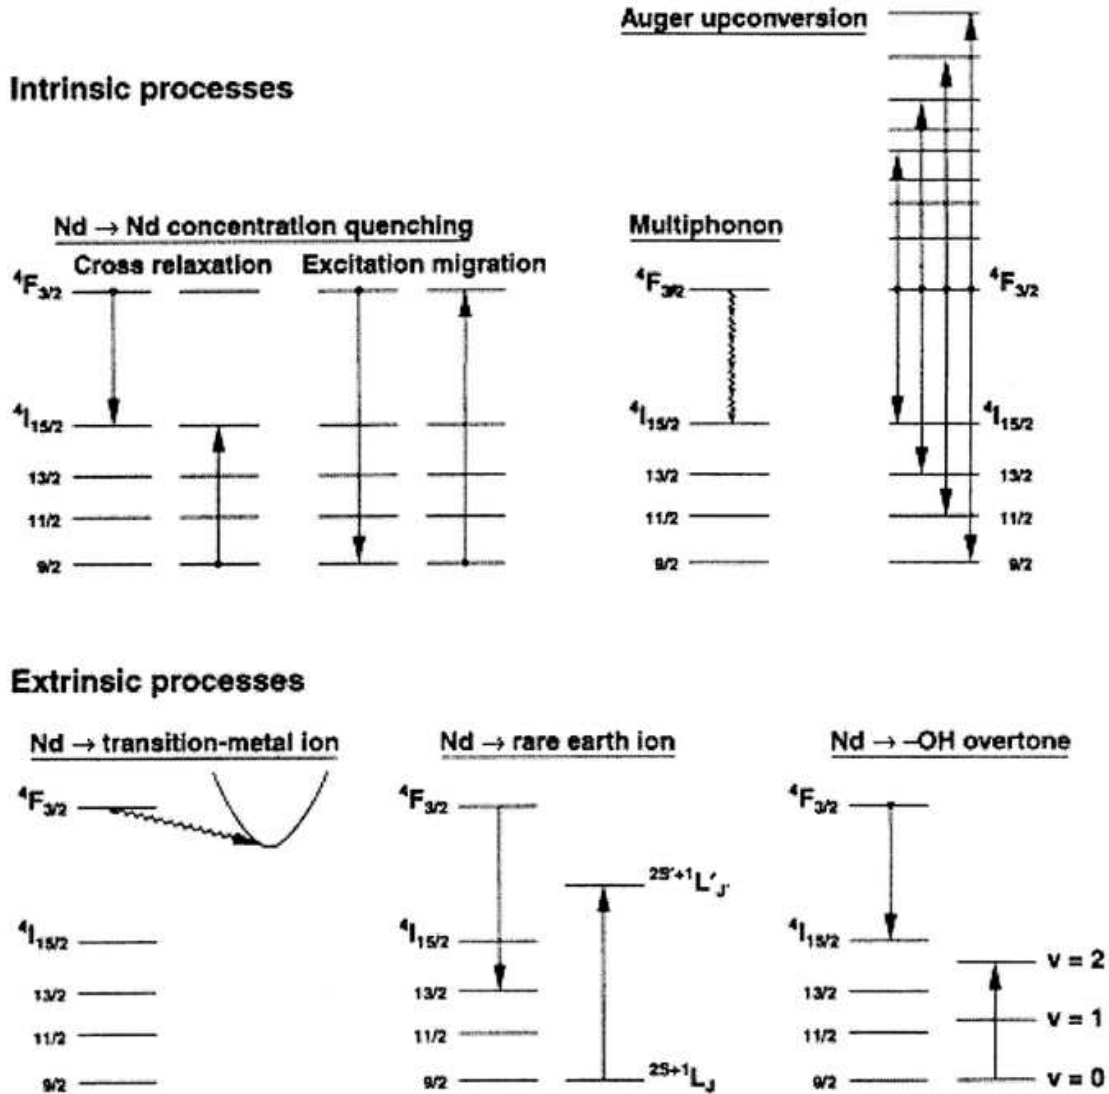 Auger upconversion
Intrinsic processes
Nd → Nd concentration quenching
Cross relaxation Excitation migration
⁴F₃/₂
⁴I₁₅/₂
13/2
11/2
9/2
Multiphonon
⁴F₃/₂
⁴I₁₅/₂
13/2
11/2
9/2
⁴F₃/₂
⁴I₁₅/₂
13/2
11/2
9/2
Extrinsic processes
Nd → transition-metal ion
⁴F₃/₂
⁴I₁₅/₂
13/2
11/2
9/2
Nd → rare earth ion
⁴F₃/₂
⁴I₁₅/₂
13/2
11/2
9/2
²S′⁺¹L′J′
²S⁺¹LJ
Nd → –OH overtone
⁴F₃/₂
⁴I₁₅/₂
13/2
11/2
9/2
v = 2
v = 1
v = 0